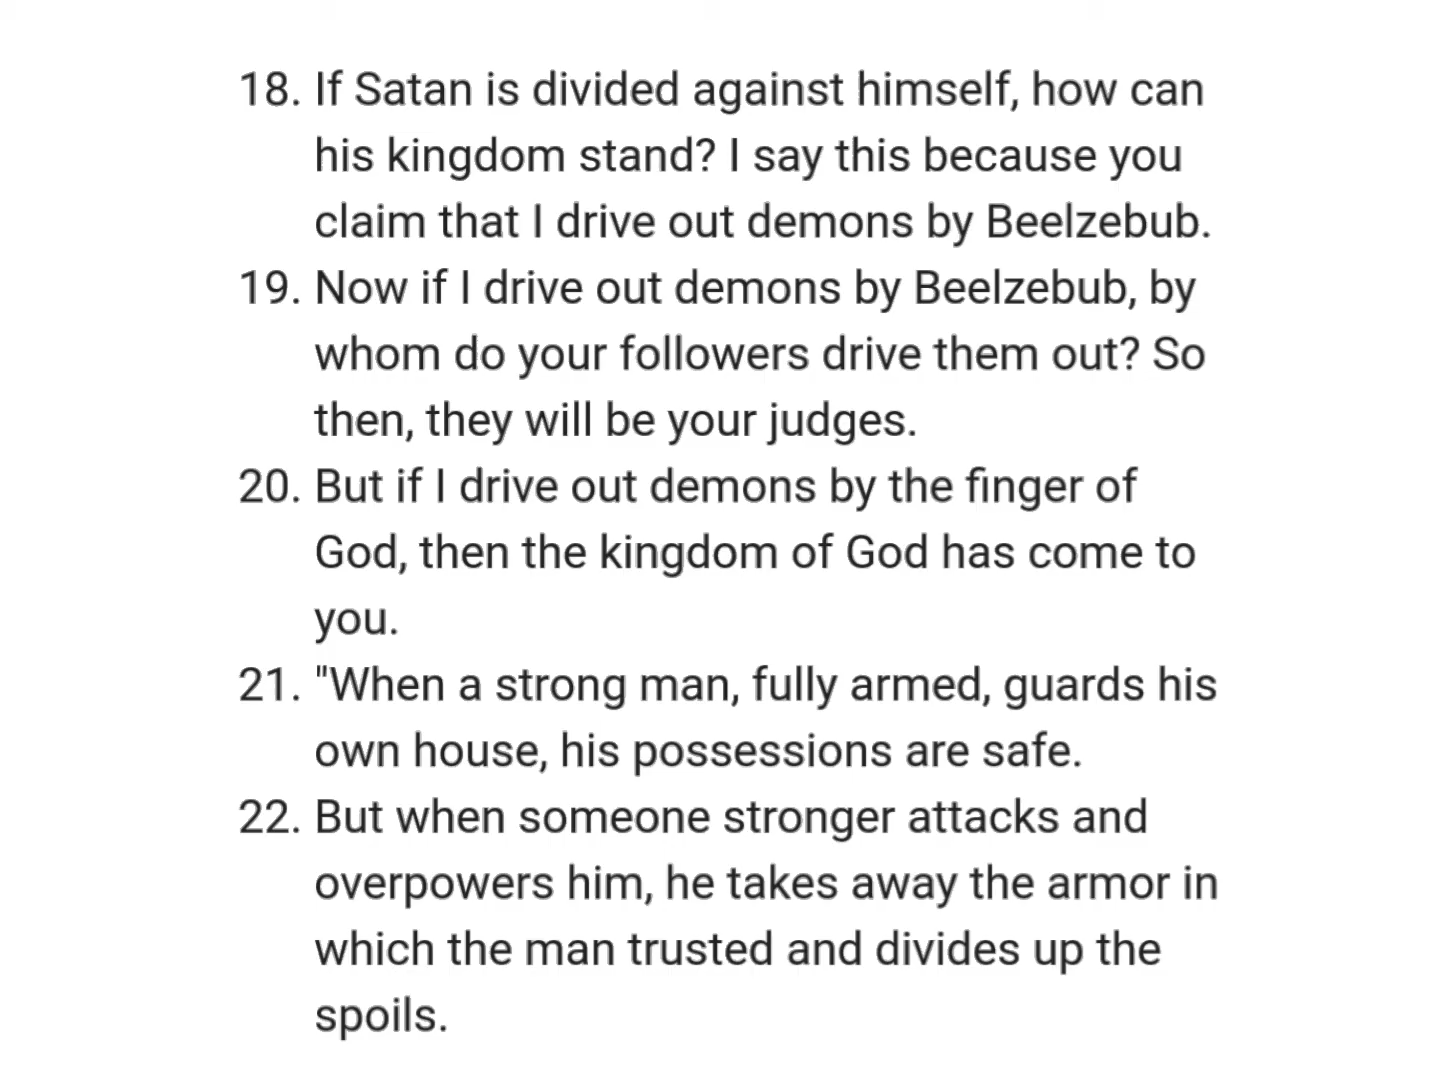 18. If Satan is divided against himself, how can
his kingdom stand? I say this because you
claim that I drive out demons by Beelzebub.
19. Now if I drive out demons by Beelzebub, by
whom do your followers drive them out? So
then, they will be your judges.
20. But if I drive out demons by the finger of
God, then the kingdom of God has come to
you.
21. "When a strong man, fully armed, guards his
own house, his possessions are safe.
22. But when someone stronger attacks and
overpowers him, he takes away the armor in
which the man trusted and divides up the
spoils.